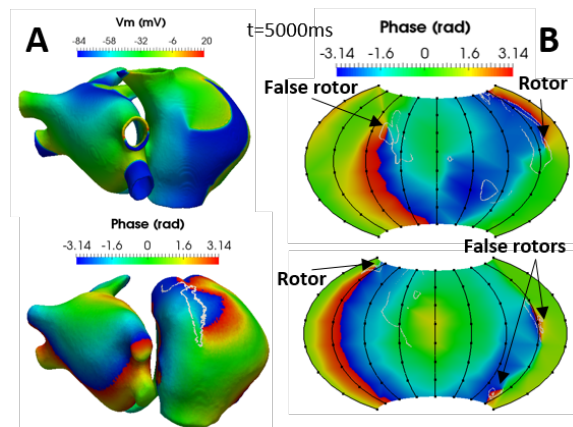 A
Vm (mV)
-84 -58 -32 -6 20
t=5000ms
Phase (rad)
B
-3.14 -1.6 0 1.6 3.14
False rotor
Rotor
Phase (rad)
-3.14 -1.6 0 1.6 3.14
False rotors
Rotor